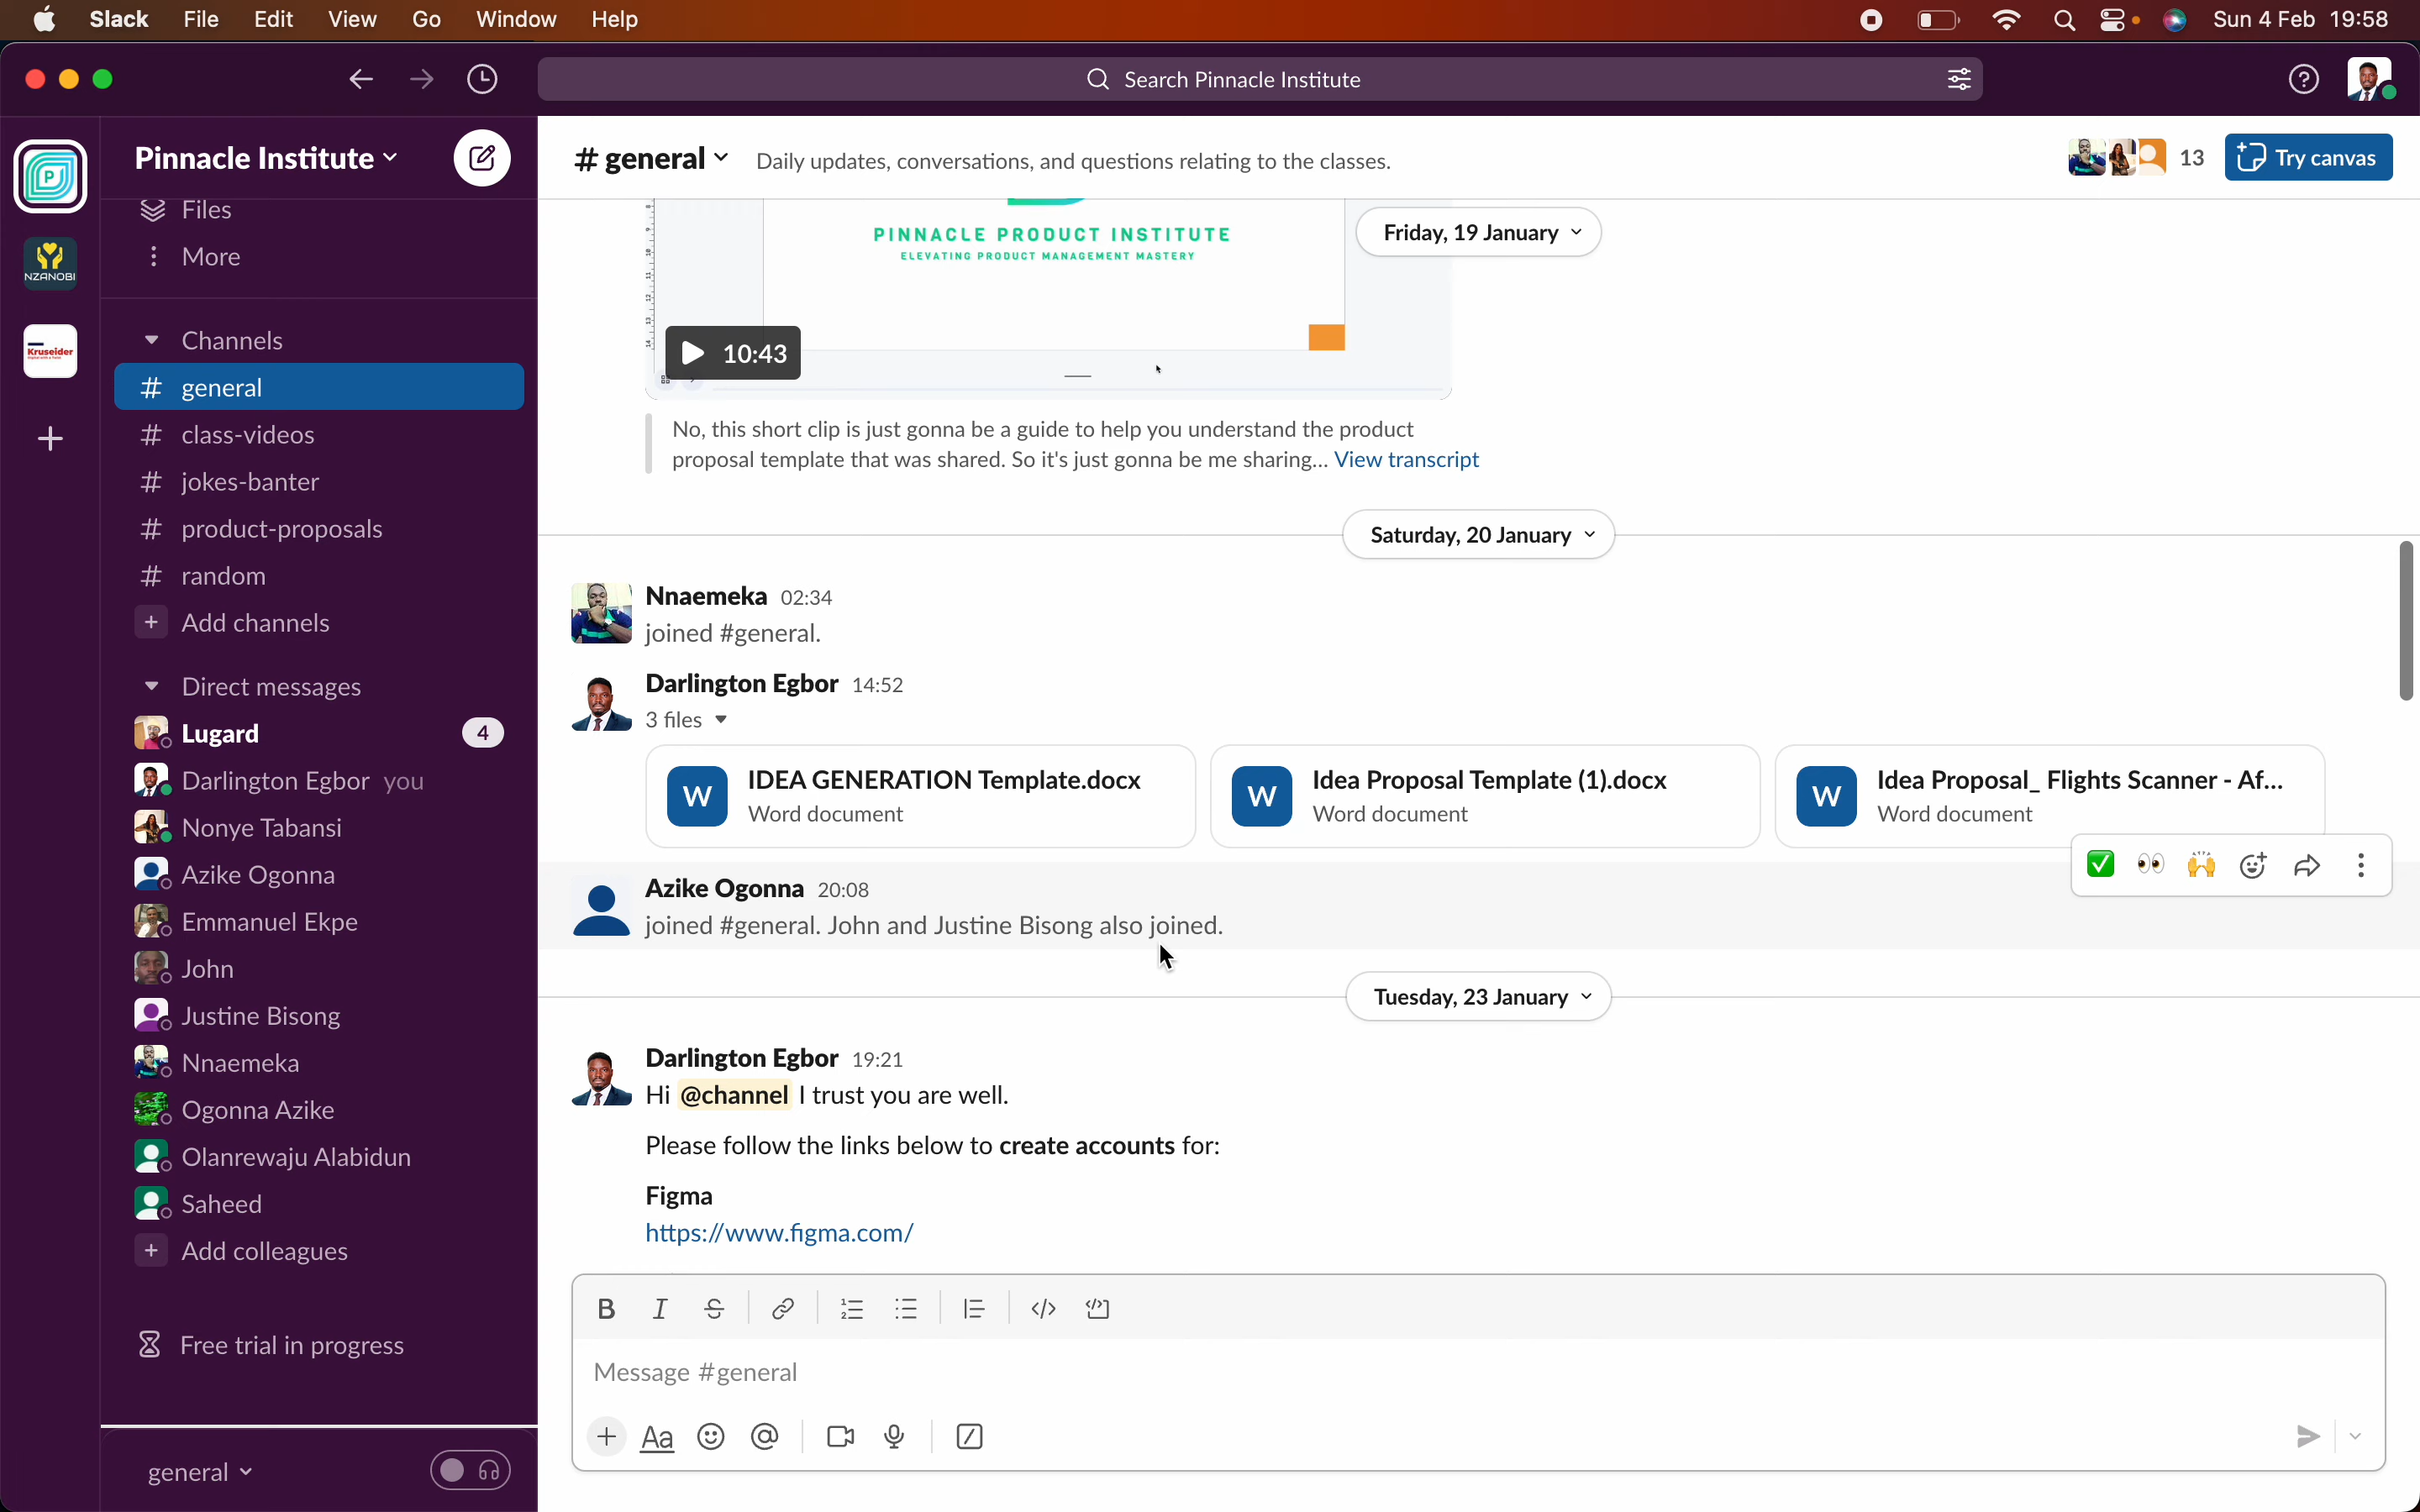 Slack File Edit View Go Window Help Sun 4 Feb 19:58
Search Pinnacle Institute
Pinnacle Institute
# general Daily updates, conversations, and questions relating to the classes. 13 Try canvas
P
NZANOBI
Kruseider
Files
More
Channels
# general
# class-videos
# jokes-banter
# product-proposals
# random
+ Add channels
Direct messages
Lugard 4
Darlington Egbor you
Nonye Tabansi
Azike Ogonna
Emmanuel Ekpe
John
Justine Bisong
Nnaemeka
Ogonna Azike
Olanrewaju Alabidun
Saheed
+ Add colleagues
Free trial in progress
general
PINNACLE PRODUCT INSTITUTE
ELEVATING PRODUCT MANAGEMENT MASTERY
Friday, 19 January
10:43
No, this short clip is just gonna be a guide to help you understand the product
proposal template that was shared. So it's just gonna be me sharing... View transcript
Saturday, 20 January
Nnaemeka 02:34
joined #general.
Darlington Egbor 14:52
3 files
W IDEA GENERATION Template.docx
Word document
W Idea Proposal Template (1).docx
Word document
W Idea Proposal_ Flights Scanner - Af...
Word document
Azike Ogonna 20:08
joined #general. John and Justine Bisong also joined.
Tuesday, 23 January
Darlington Egbor 19:21
Hi @channel I trust you are well.
Please follow the links below to create accounts for:
Figma
https://www.figma.com/
B I S
Message #general
+ Aa @